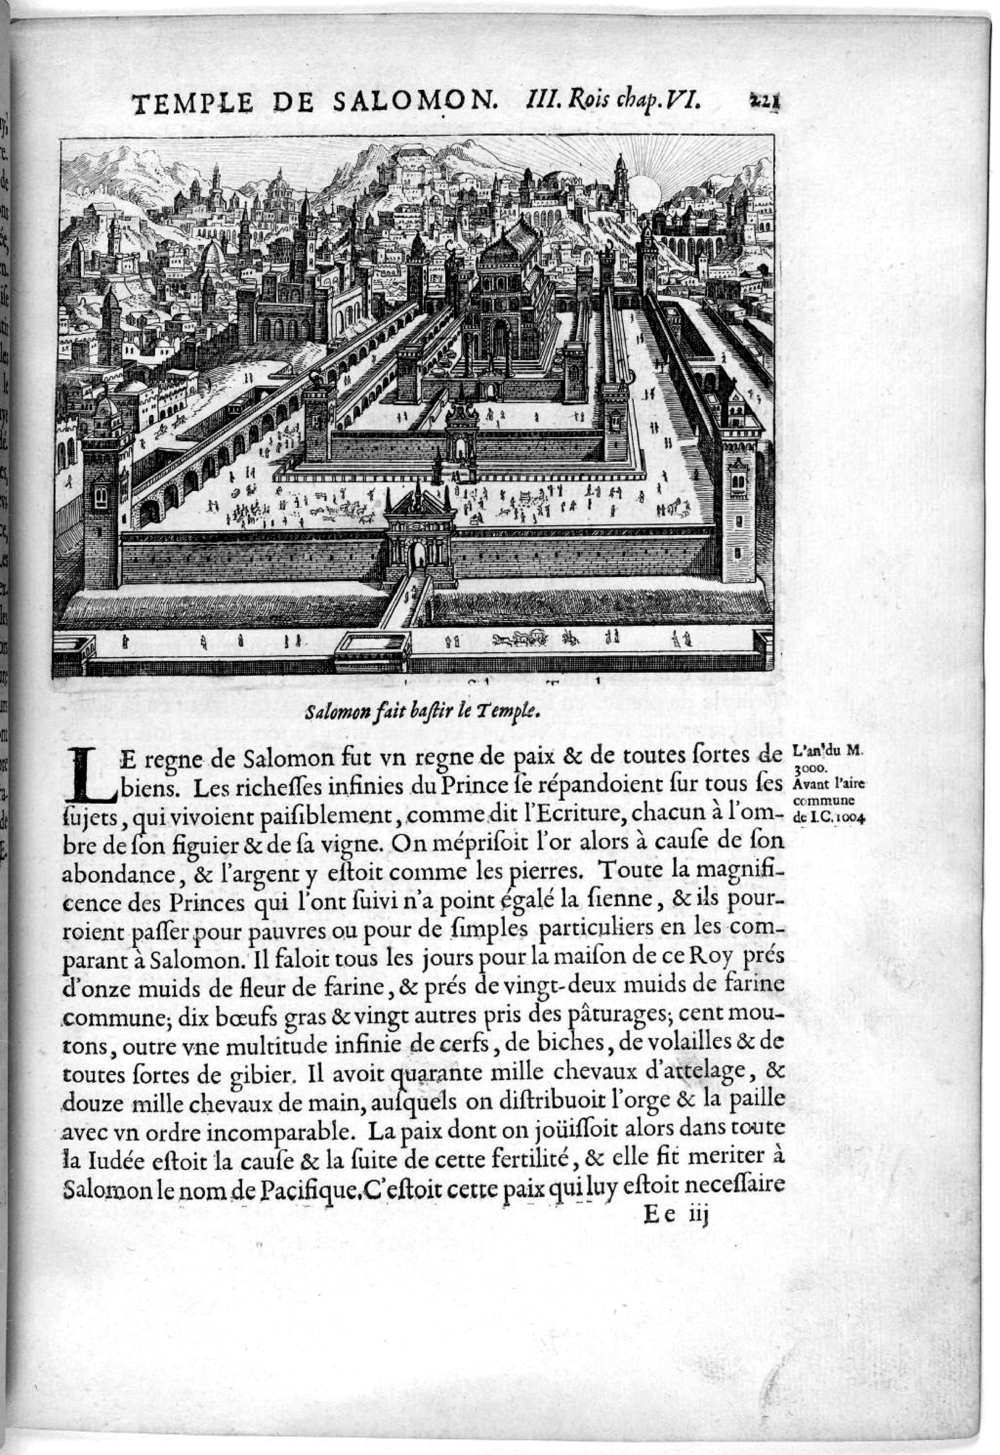 TEMPLE DE SALOMON. III. Rois chap. VI. 221
Salomon fait baſtir le Temple.
LE regne de Salomon fut vn regne de paix & de toutes ſortes de
biens. Les richeſſes infinies du Prince ſe répandoient ſur tous ſes
ſujets, qui vivoient paiſiblement, comme dit l'Ecriture, chacun à l'om-
bre de ſon figuier & de ſa vigne. On mépriſoit l'or alors à cauſe de ſon
abondance, & l'argent y eſtoit comme les pierres. Toute la magnifi-
cence des Princes qui l'ont ſuivi n'a point égalé la ſienne, & ils pour-
roient paſſer pour pauvres ou pour de ſimples particuliers en les com-
parant à Salomon. Il faloit tous les jours pour la maiſon de ce Roy prés
d'onze muids de fleur de farine, & prés de vingt-deux muids de farine
commune; dix bœufs gras & vingt autres pris des pâturages; cent mou-
tons, outre vne multitude infinie de cerfs, de biches, de volailles & de
toutes ſortes de gibier. Il avoit quarante mille chevaux d'attelage, &
douze mille chevaux de main, auſquels on diſtribuoit l'orge & la paille
avec vn ordre incomparable. La paix dont on joüiſſoit alors dans toute
la Iudée eſtoit la cauſe & la ſuite de cette fertilité, & elle fit meriter à
Salomon le nom de Pacifique. C'eſtoit cette paix qui luy eſtoit neceſſaire
Ee iij
L'an du M.
3000.
Avant l'aire
commune
de I.C. 1004